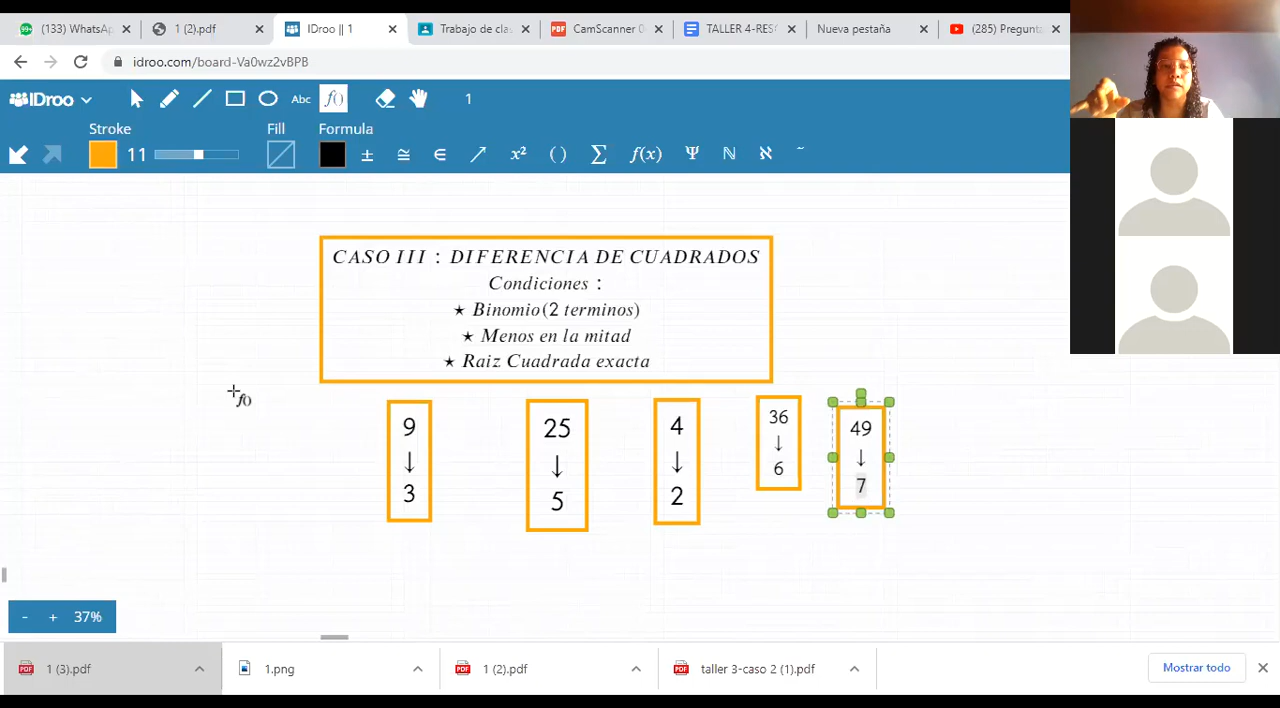 (133) WhatsAp
1 (2).pdf
IDroo || 1
Trabajo de cla
CamScanner 0
TALLER 4-RES
Nueva pestaña
(285) Pregunt
idroo.com/board-Va0wz2vBPB
IDroo
Abc
f()
1
Stroke
Fill
Formula
11
± ≅ ∈ x² ( ) ∑ f(x) Ψ ℕ ℵ
CASO III : DIFERENCIA DE CUADRADOS
Condiciones :
⋆ Binomio(2 terminos)
⋆ Menos en la mitad
⋆ Raiz Cuadrada exacta
f()
9 25 4 36 49
↓ ↓ ↓ ↓ ↓
3 5 2 6 7
- + 37%
1 (3).pdf
1.png
1 (2).pdf
taller 3-caso 2 (1).pdf
Mostrar todo